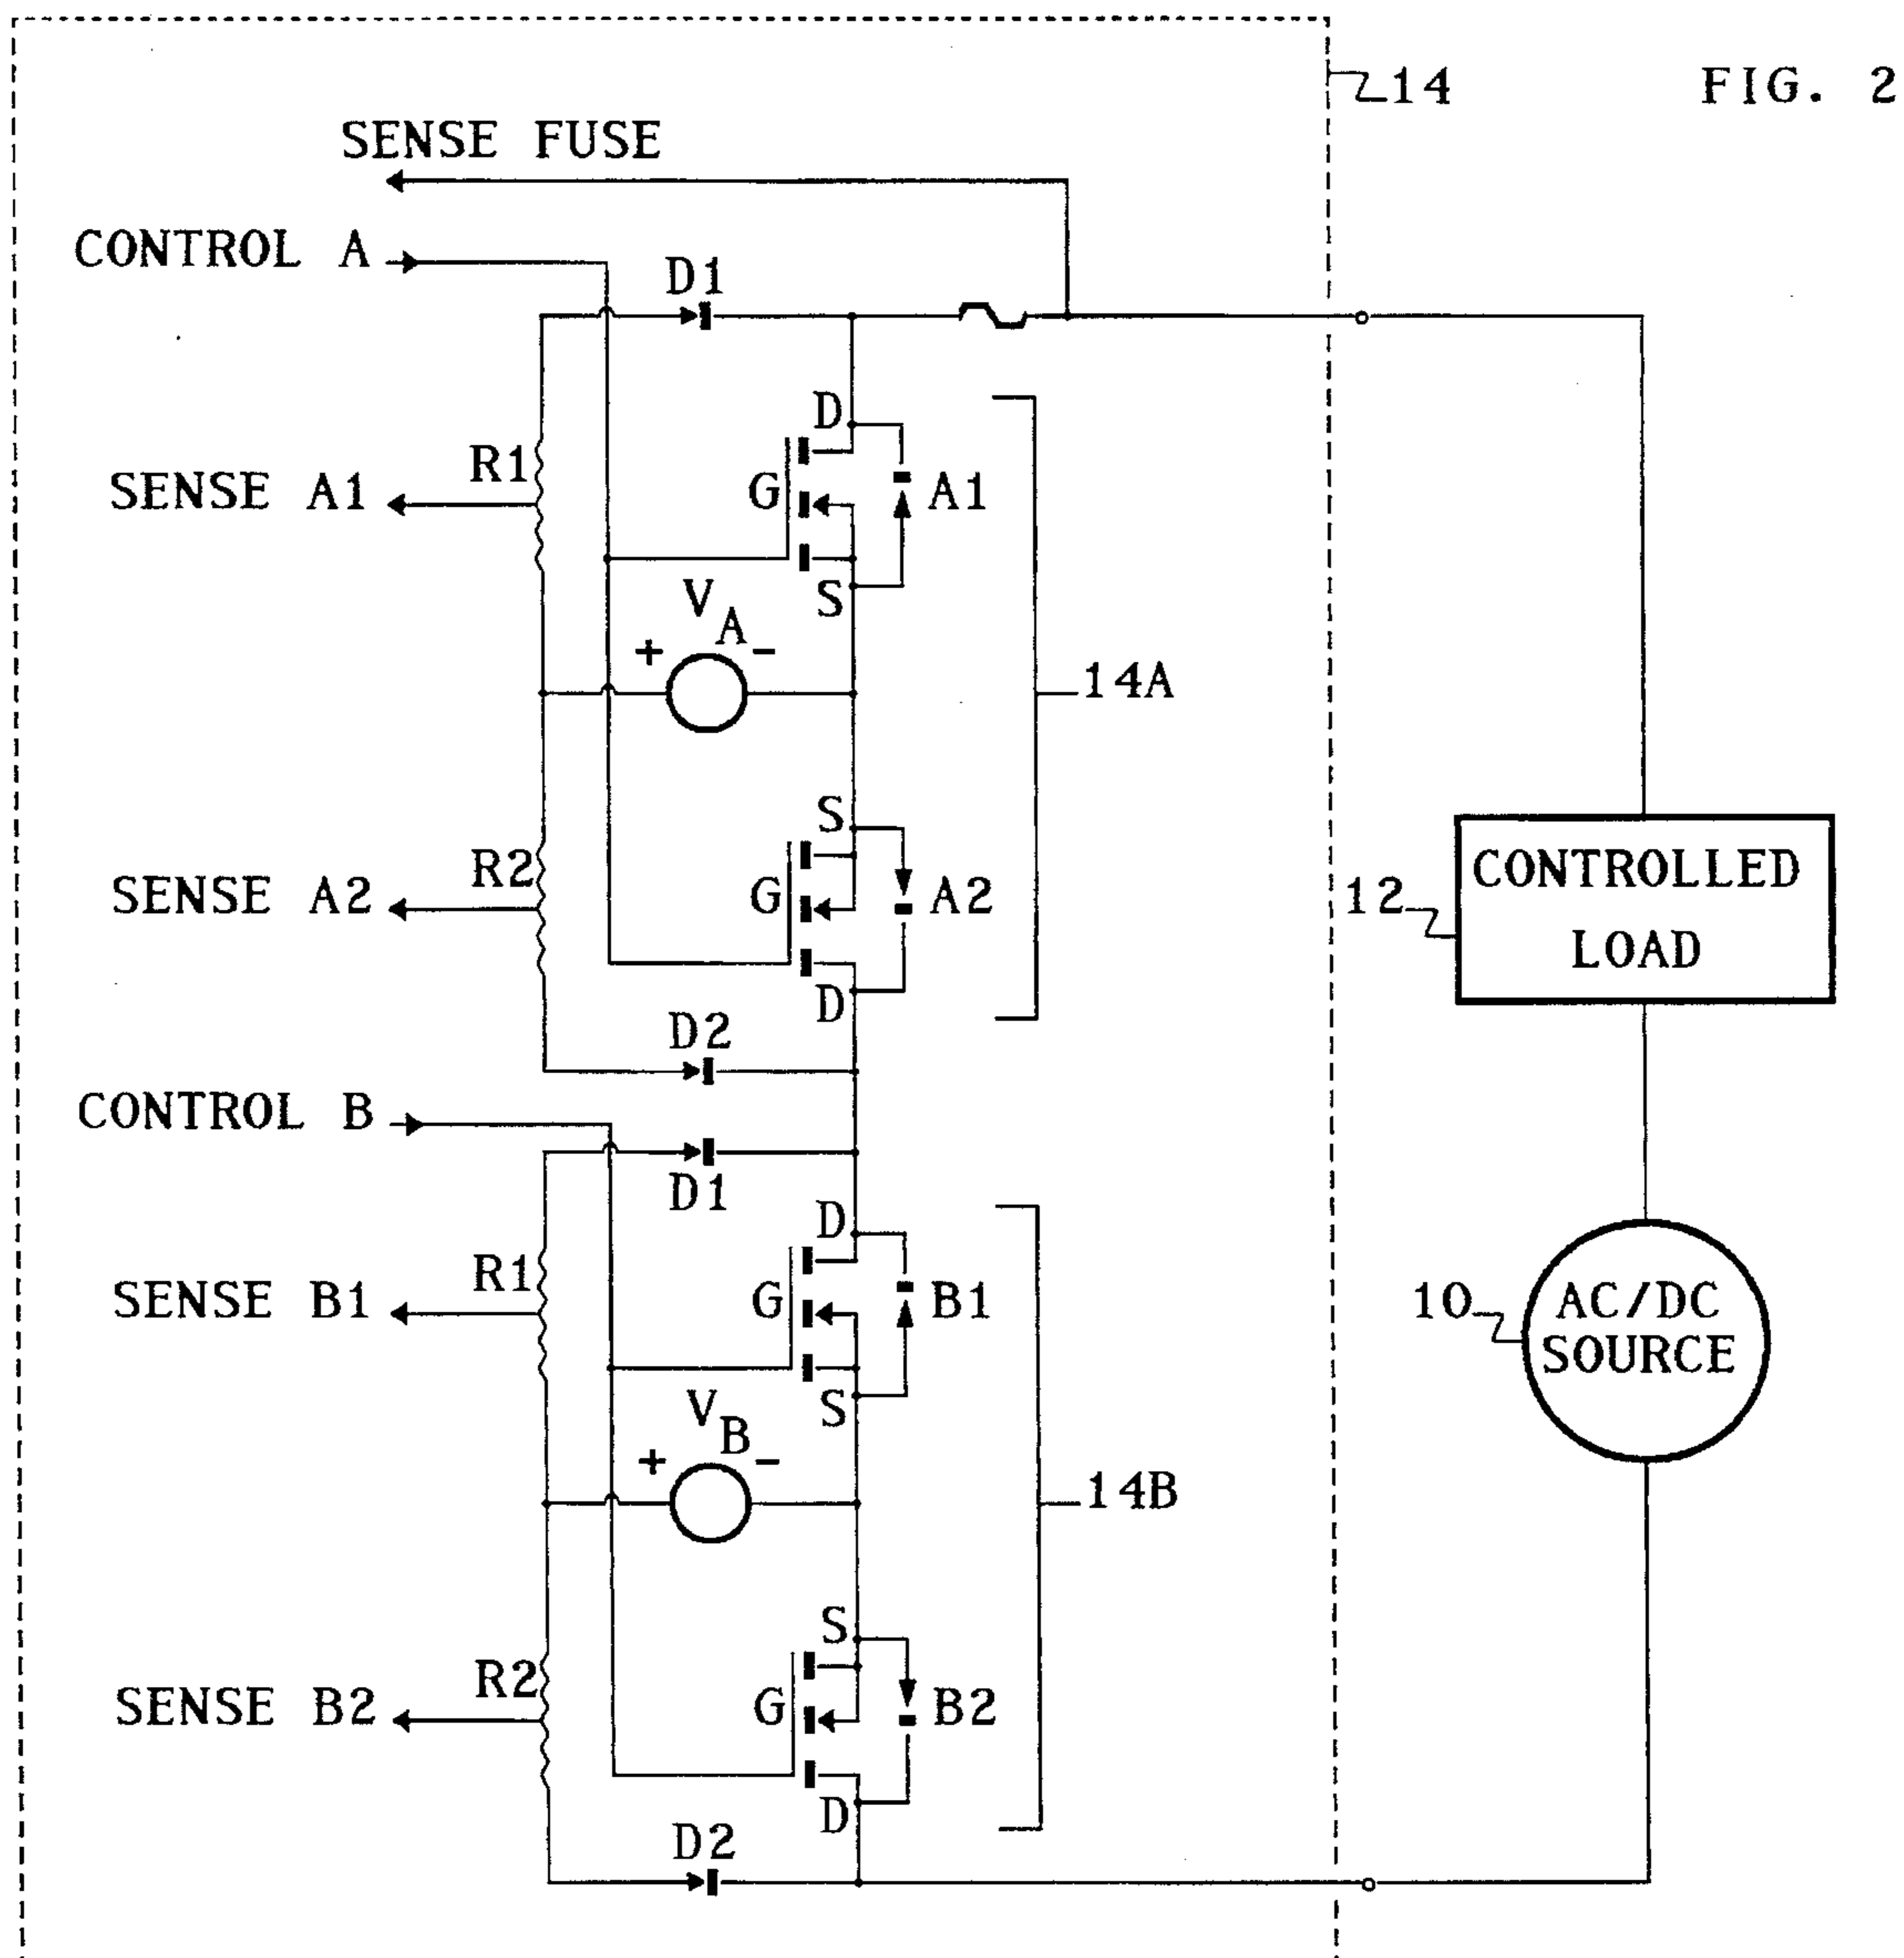 14
FIG. 2
SENSE FUSE
CONTROL A
D1
D
R1
SENSE A1
G
A1
S
V
A
+ -
14A
S
R2
SENSE A2
G
A2
D
D2
CONTROL B
D1
D
R1
SENSE B1
G
B1
S
V
B
+ -
14B
S
R2
SENSE B2
G
B2
D
D2
12
CONTROLLED
LOAD
10
AC/DC
SOURCE